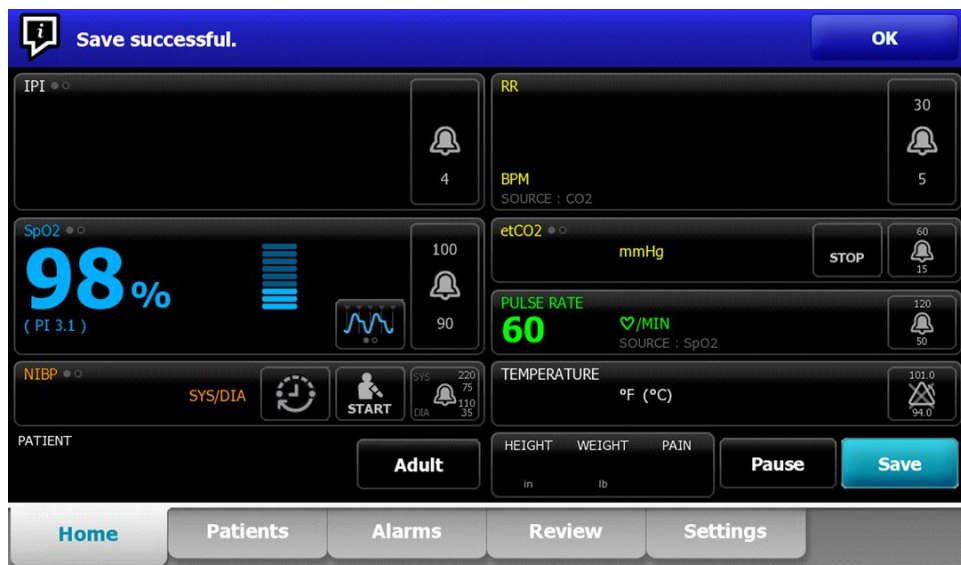 Save successful.
OK
IPI
4
RR
30
5
BPM
SOURCE : CO2
SpO2
98 %
( PI 3.1 )
100
90
etCO2
mmHg
STOP
60
15
PULSE RATE
60
/MIN
SOURCE : SpO2
120
50
NIBP
SYS/DIA
START
SYS 220
75
110
DIA 35
TEMPERATURE
°F (°C)
101.0
94.0
PATIENT
Adult
HEIGHT WEIGHT PAIN
in lb
Pause
Save
Home Patients Alarms Review Settings